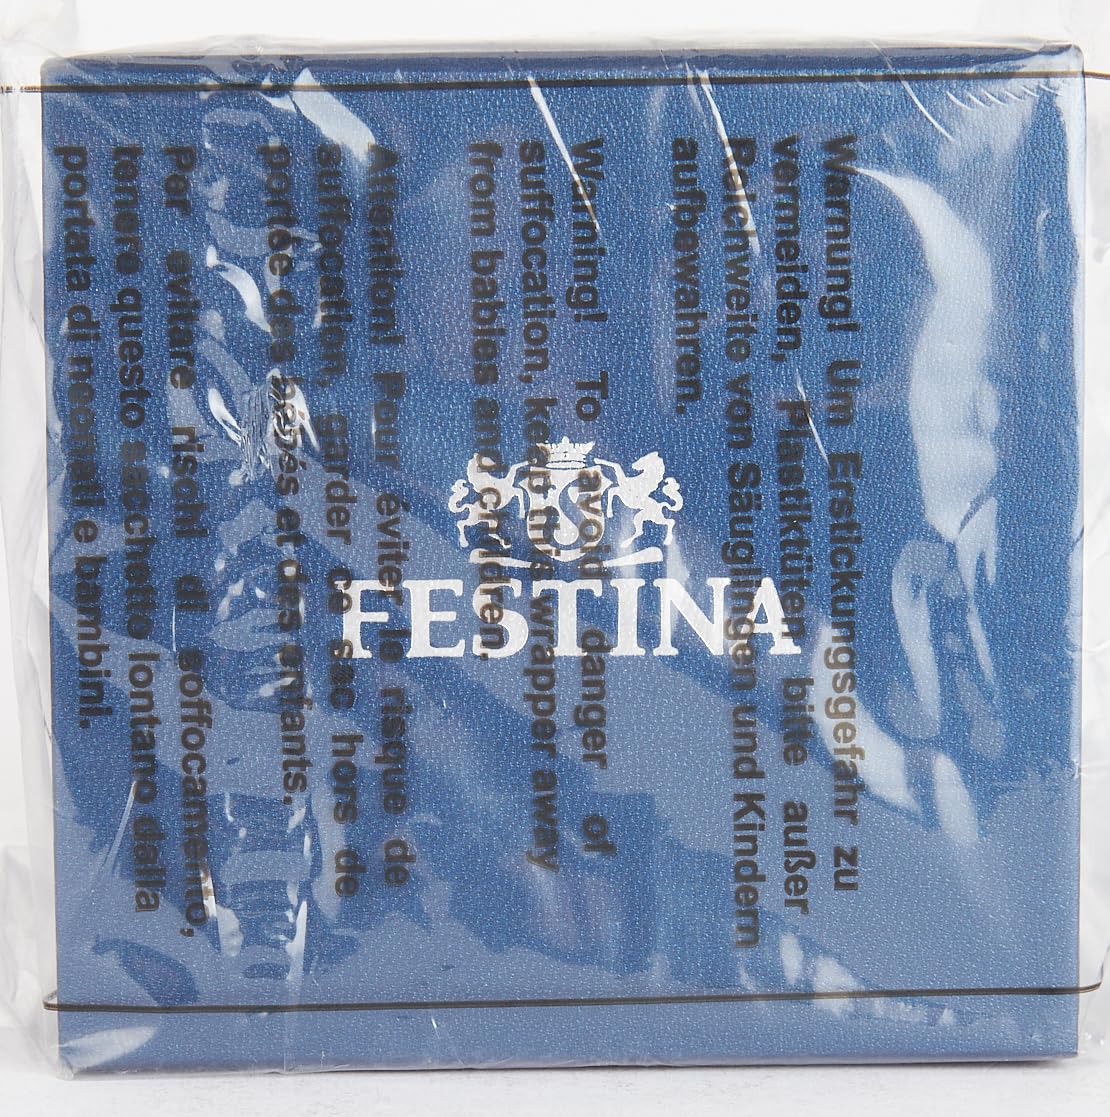 Warnung! Um Erstickungsgefahr zu
vermeiden, Plastiktüten bitte außer
Reichweite von Säuglingen und Kindern
aufbewahren.
Warning! To avoid danger of
suffocation, keep this wrapper away
from babies and children.
Attention! Pour éviter le risque de
suffocation, garder ce sac hors de
portée des bébés et des enfants.
Per evitare rischi di soffocamento,
tenere questo sacchetto lontano dalla
portata di neonati e bambini.
FESTINA